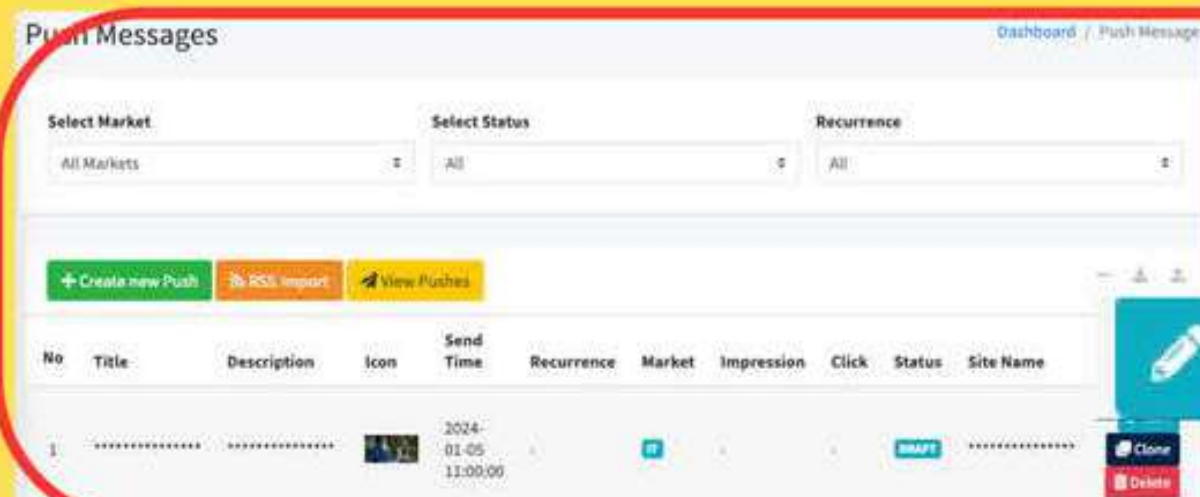 Push Messages
Dashboard / Push Message
Select Market
Select Status
Recurrence
All Markets
All
All
Create new Push
RSS Import
View Pushes
No Title Description Icon Send Time Recurrence Market Impression Click Status Site Name
1 *************** *************** 2024-01-05 11:00:00 - IT - - DRAFT ***************
Clone
Delete